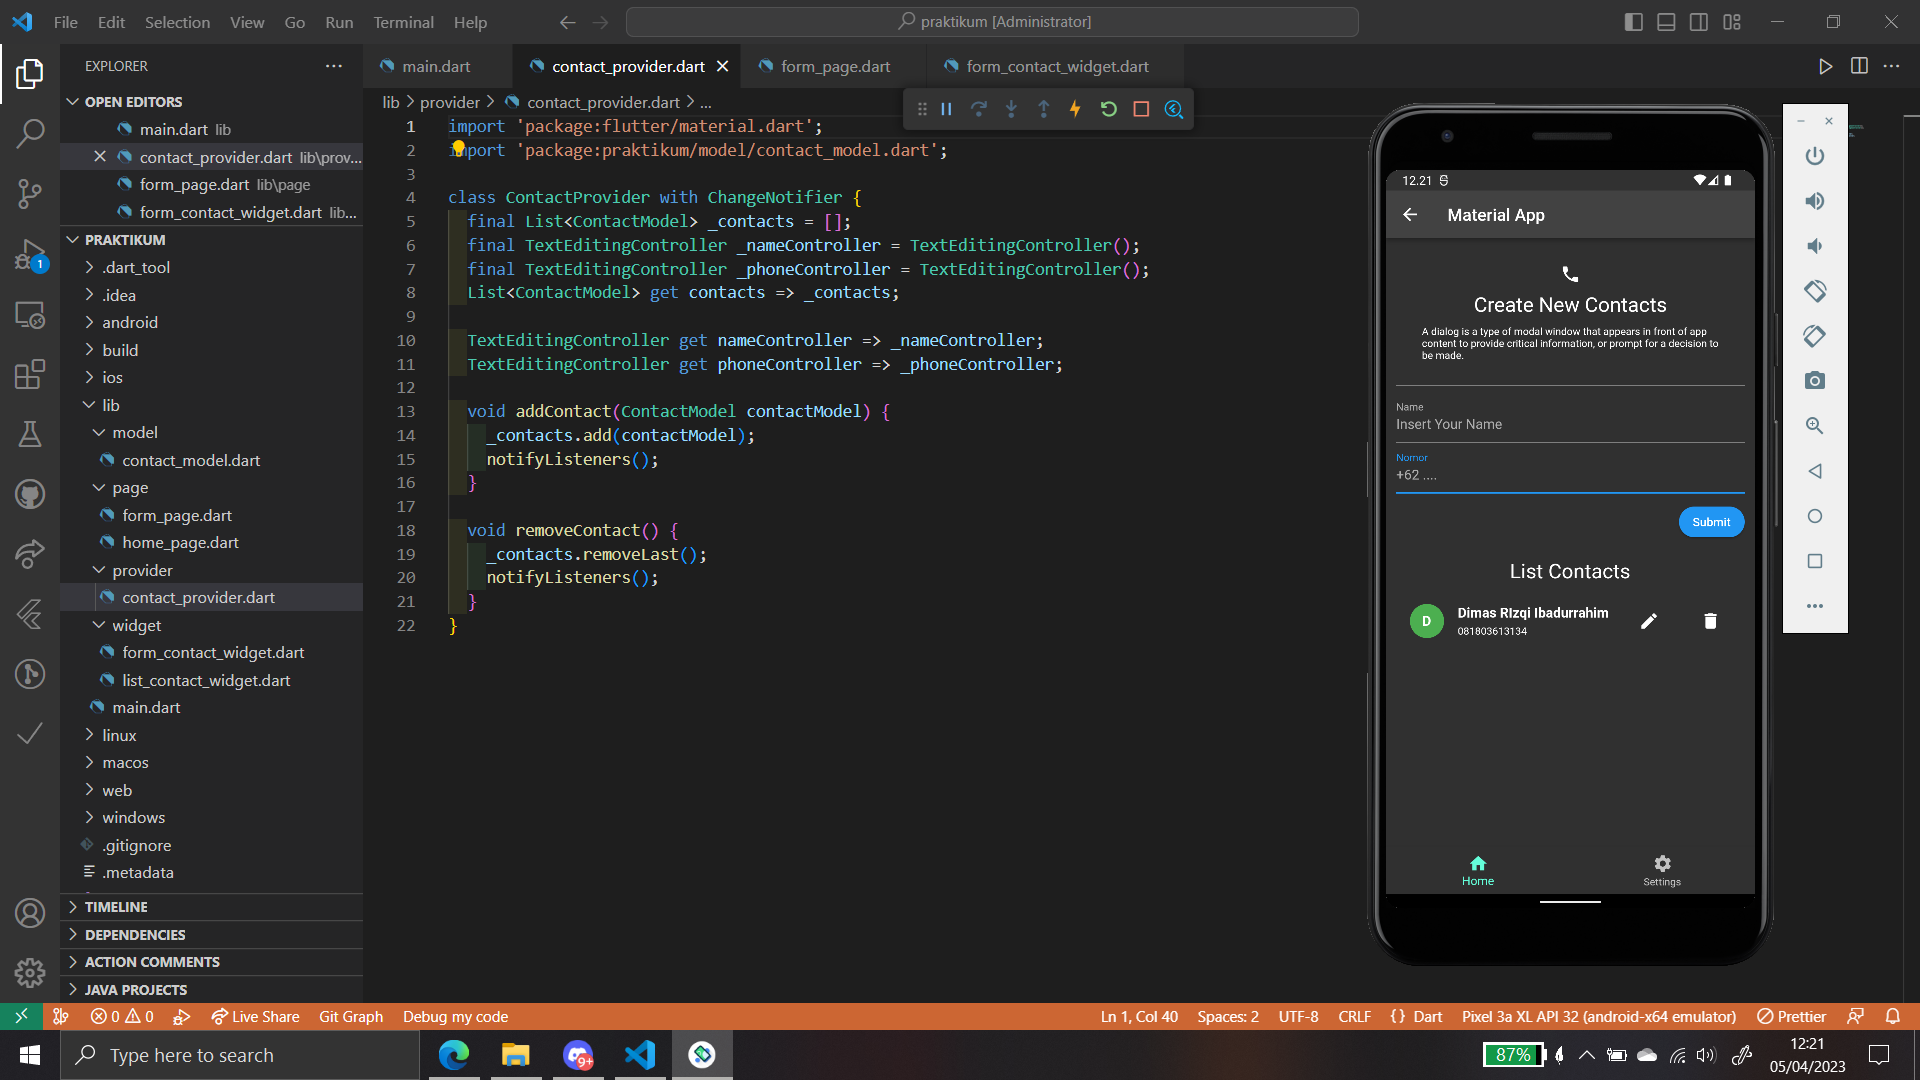 File Edit Selection View Go Run Terminal Help
praktikum [Administrator]
EXPLORER
OPEN EDITORS
main.dart lib
contact_provider.dart lib\prov...
form_page.dart lib\page
form_contact_widget.dart lib...
PRAKTIKUM
.dart_tool
.idea
android
build
ios
lib
model
contact_model.dart
page
form_page.dart
home_page.dart
provider
contact_provider.dart
widget
form_contact_widget.dart
list_contact_widget.dart
main.dart
linux
macos
web
windows
.gitignore
.metadata
TIMELINE
DEPENDENCIES
ACTION COMMENTS
JAVA PROJECTS
1
main.dart contact_provider.dart form_page.dart form_contact_widget.dart
lib > provider > contact_provider.dart > ...
1 import 'package:flutter/material.dart';
2 import 'package:praktikum/model/contact_model.dart';
3
4 class ContactProvider with ChangeNotifier {
5 final List<ContactModel> _contacts = [];
6 final TextEditingController _nameController = TextEditingController();
7 final TextEditingController _phoneController = TextEditingController();
8 List<ContactModel> get contacts => _contacts;
9
10 TextEditingController get nameController => _nameController;
11 TextEditingController get phoneController => _phoneController;
12
13 void addContact(ContactModel contactModel) {
14 _contacts.add(contactModel);
15 notifyListeners();
16 }
17
18 void removeContact() {
19 _contacts.removeLast();
20 notifyListeners();
21 }
22 }
12.21
Material App
Create New Contacts
A dialog is a type of modal window that appears in front of app
content to provide critical information, or prompt for a decision to
be made.
Name
Insert Your Name
Nomor
+62 ....
Submit
List Contacts
D
Dimas RIzqi Ibadurrahim
081803613134
Home
Settings
0 0 Live Share Git Graph Debug my code
Ln 1, Col 40 Spaces: 2 UTF-8 CRLF {} Dart Pixel 3a XL API 32 (android-x64 emulator) Prettier
Type here to search
9+
87%
12:21
05/04/2023